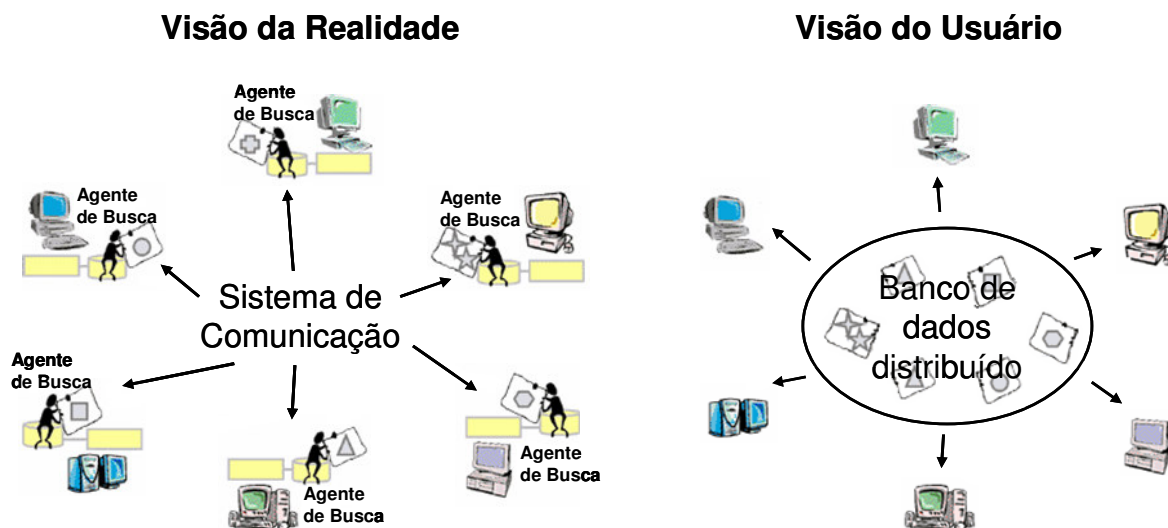 Visão da Realidade
Visão do Usuário
Agente
de Busca
Agente
de Busca
Agente
de Busca
Sistema de
Comunicação
Agente
de Busca
Agente
de Busca
Agente
de Busca
Banco de
dados
distribuído